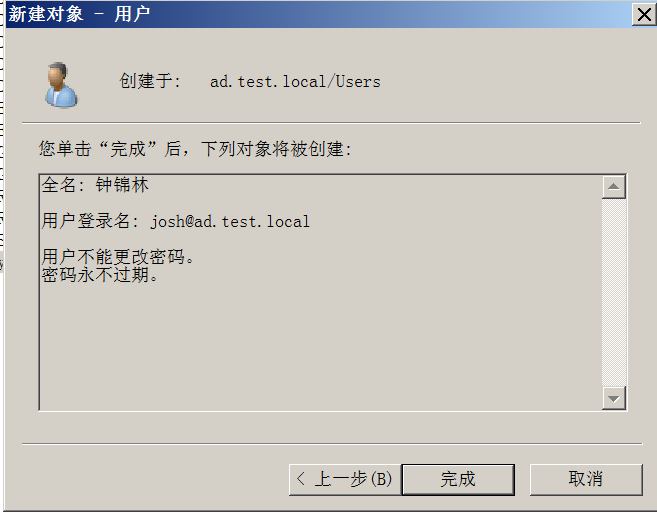 新建对象 - 用户
创建于: ad.test.local/Users
您单击“完成”后，下列对象将被创建:
全名: 钟锦林
用户登录名: josh@ad.test.local
用户不能更改密码。
密码永不过期。
< 上一步(B) 完成 取消